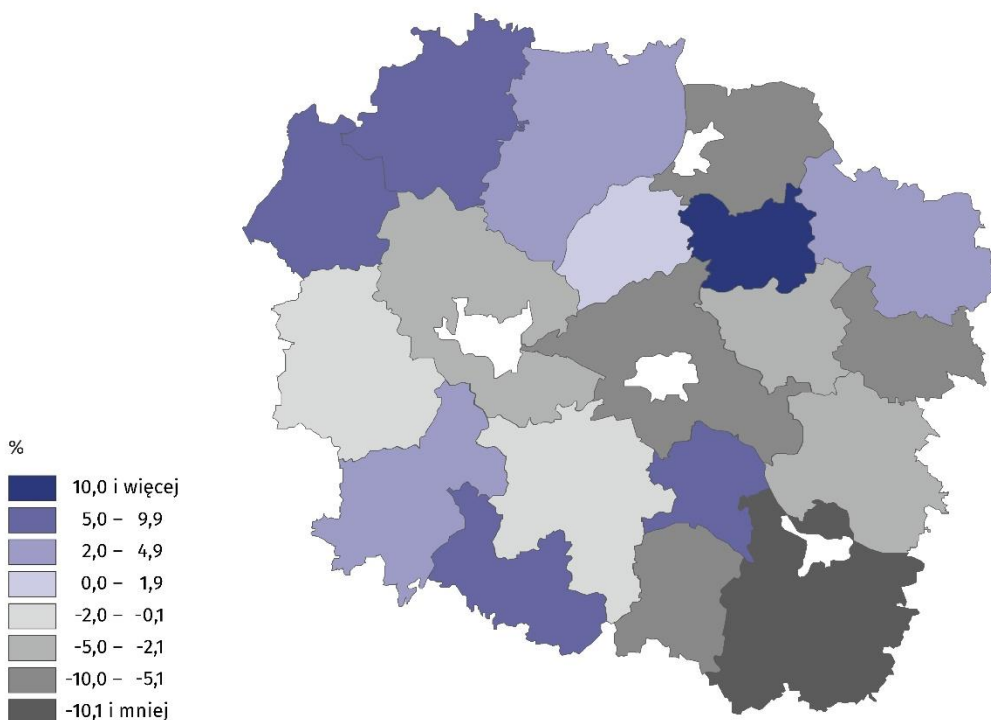 %
10,0 i więcej
5,0 – 9,9
2,0 – 4,9
0,0 – 1,9
-2,0 – -0,1
-5,0 – -2,1
-10,0 – -5,1
-10,1 i mniej